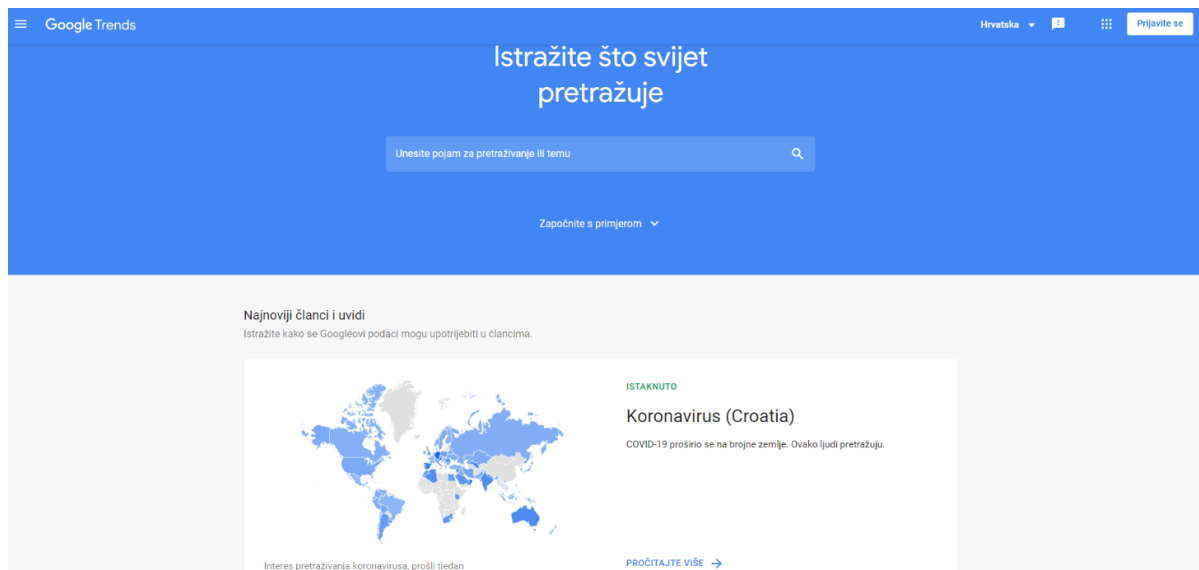 Google Trends
Hrvatska
Prijavite se
Istražite što svijet
pretražuje
Unesite pojam za pretraživanje ili temu
Započnite s primjerom
Najnoviji članci i uvidi
Istražite kako se Googleovi podaci mogu upotrijebiti u člancima.
ISTAKNUTO
Koronavirus (Croatia)
COVID-19 proširio se na brojne zemlje. Ovako ljudi pretražuju.
Interes pretraživanja koronavirusa, prošli tjedan
PROČITAJTE VIŠE